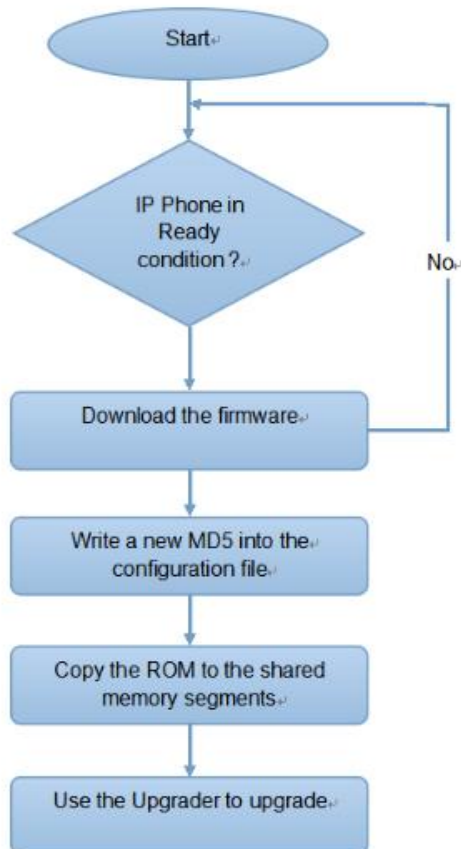 Start
IP Phone in
Ready
condition?
No
Download the firmware
Write a new MD5 into the
configuration file
Copy the ROM to the shared
memory segments
Use the Upgrader to upgrade